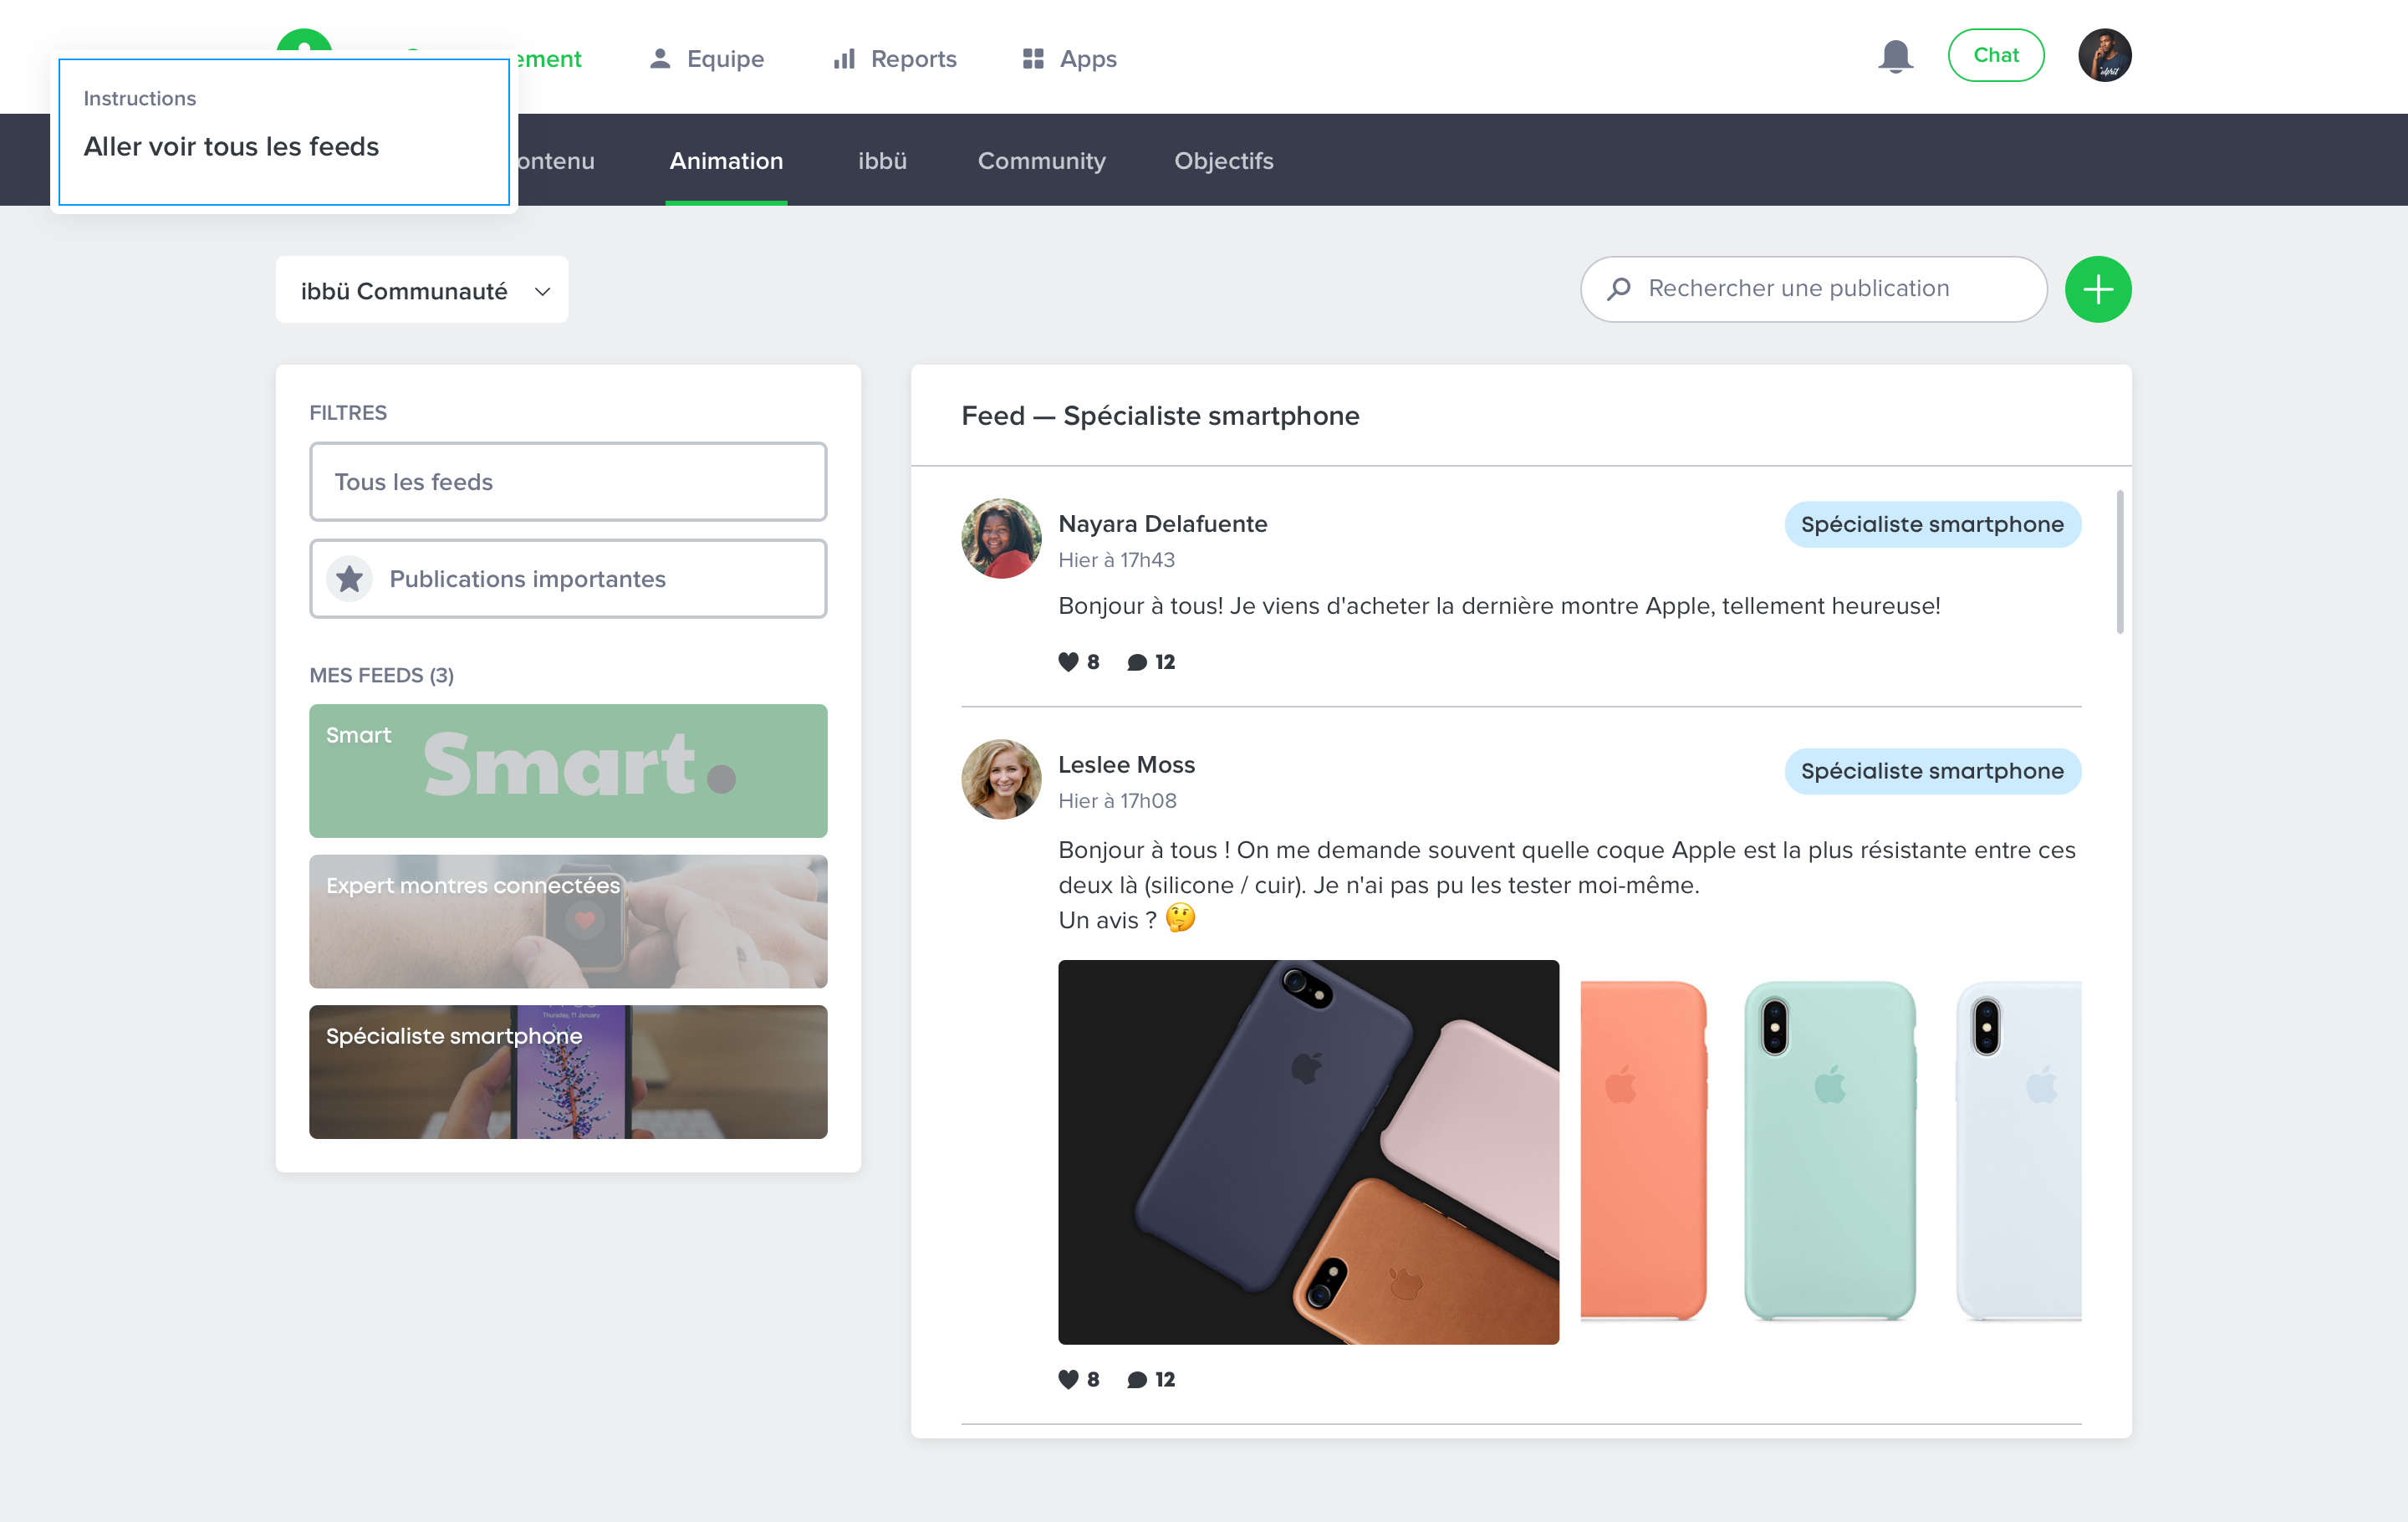 ement
Equipe
Reports
Apps
Chat
Instructions
Aller voir tous les feeds
ontenu
Animation
ibbü
Community
Objectifs
ibbü Communauté
Rechercher une publication
FILTRES
Tous les feeds
Publications importantes
MES FEEDS (3)
Smart
Smart.
Expert montres connectées
Thursday, 11 January
Spécialiste smartphone
Feed — Spécialiste smartphone
Nayara Delafuente
Spécialiste smartphone
Hier à 17h43
Bonjour à tous! Je viens d'acheter la dernière montre Apple, tellement heureuse!
8
12
Leslee Moss
Spécialiste smartphone
Hier à 17h08
Bonjour à tous ! On me demande souvent quelle coque Apple est la plus résistante entre ces
deux là (silicone / cuir). Je n'ai pas pu les tester moi-même.
Un avis ? 🤔
8
12